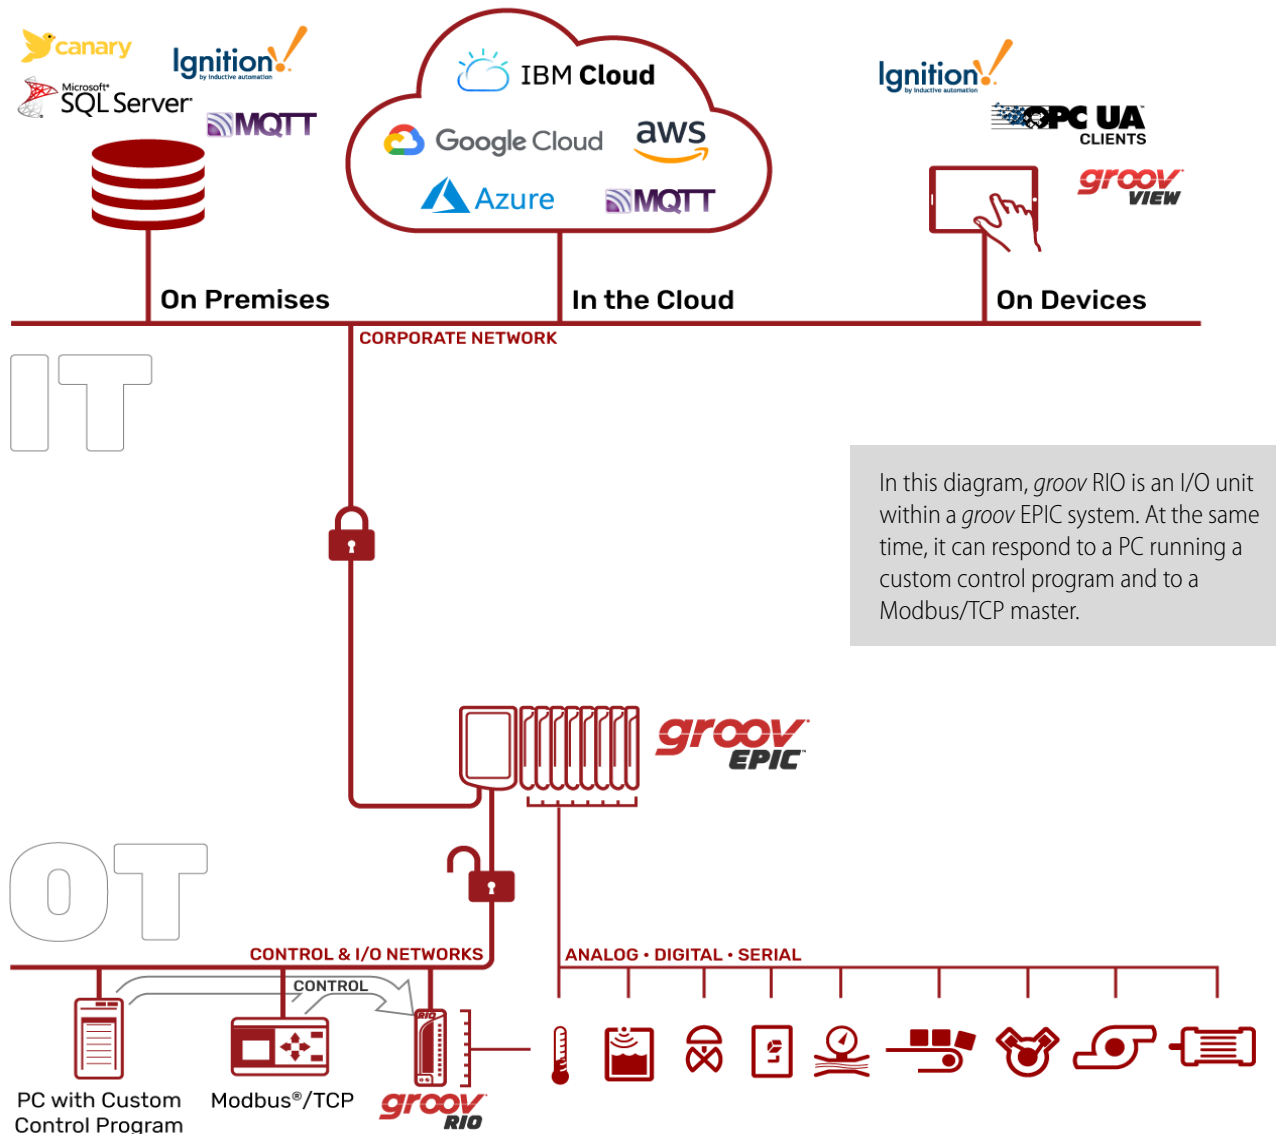 canary
Ignition!
by inductive automation
Microsoft®
SQL Server®
MQTT
On Premises
IBM Cloud
Google Cloud
aws
Azure
MQTT
In the Cloud
Ignition!
by inductive automation
OPC UA
CLIENTS
groov
VIEW
On Devices
CORPORATE NETWORK
IT
In this diagram, groov RIO is an I/O unit
within a groov EPIC system. At the same
time, it can respond to a PC running a
custom control program and to a
Modbus/TCP master.
groov
EPIC™
OT
CONTROL & I/O NETWORKS
ANALOG • DIGITAL • SERIAL
CONTROL
RIO
PC with Custom
Control Program
Modbus®/TCP
groov
RIO